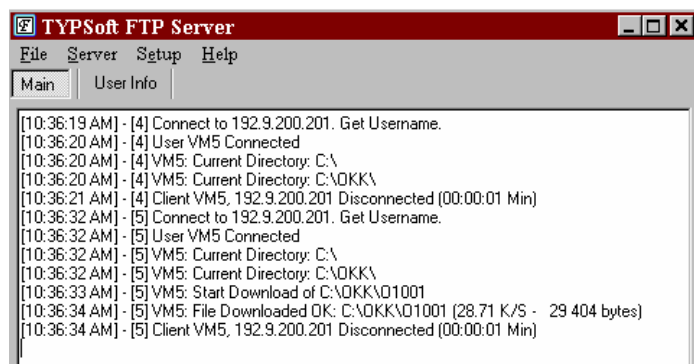 TYPSoft FTP Server
File Server Setup Help
Main User Info
[10:36:19 AM] - [4] Connect to 192.9.200.201. Get Username.
[10:36:20 AM] - [4] User VM5 Connected
[10:36:20 AM] - [4] VM5: Current Directory: C:\
[10:36:20 AM] - [4] VM5: Current Directory: C:\OKK\
[10:36:21 AM] - [4] Client VM5, 192.9.200.201 Disconnected (00:00:01 Min)
[10:36:32 AM] - [5] Connect to 192.9.200.201. Get Username.
[10:36:32 AM] - [5] User VM5 Connected
[10:36:32 AM] - [5] VM5: Current Directory: C:\
[10:36:32 AM] - [5] VM5: Current Directory: C:\OKK\
[10:36:33 AM] - [5] VM5: Start Download of C:\OKK\O1001
[10:36:34 AM] - [5] VM5: File Downloaded OK: C:\OKK\O1001 (28.71 K/S - 29 404 bytes)
[10:36:34 AM] - [5] Client VM5, 192.9.200.201 Disconnected (00:00:01 Min)